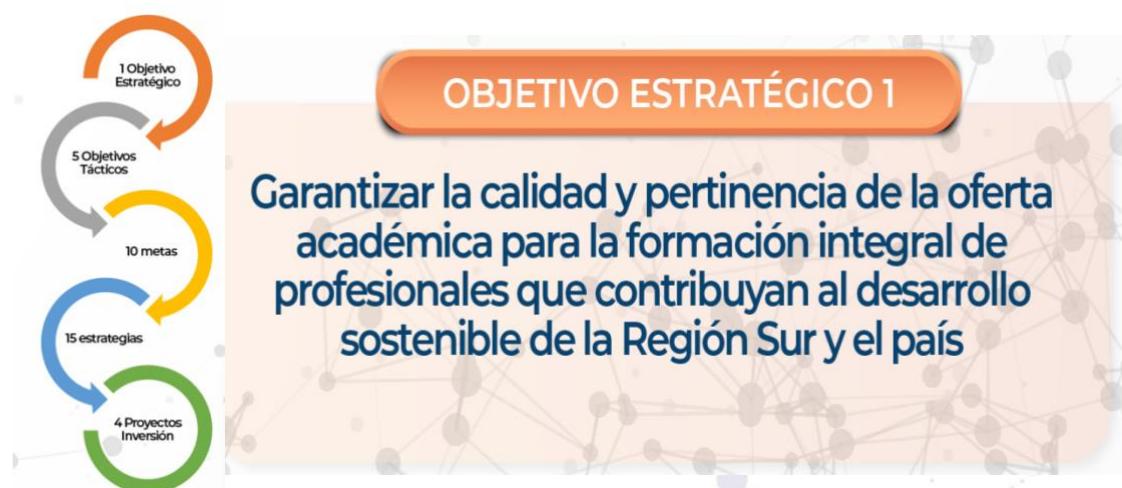 1 Objetivo
Estratégico
5 Objetivos
Tácticos
10 metas
15 estrategias
4 Proyectos
Inversión
OBJETIVO ESTRATÉGICO 1
Garantizar la calidad y pertinencia de la oferta
académica para la formación integral de
profesionales que contribuyan al desarrollo
sostenible de la Región Sur y el país